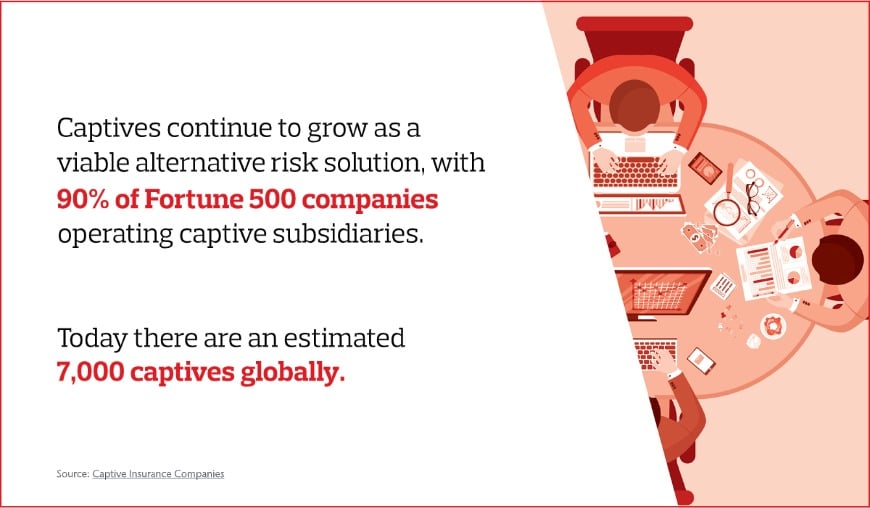 Captives continue to grow as a
viable alternative risk solution, with
90% of Fortune 500 companies
operating captive subsidiaries.
Today there are an estimated
7,000 captives globally.
Source: Captive Insurance Companies